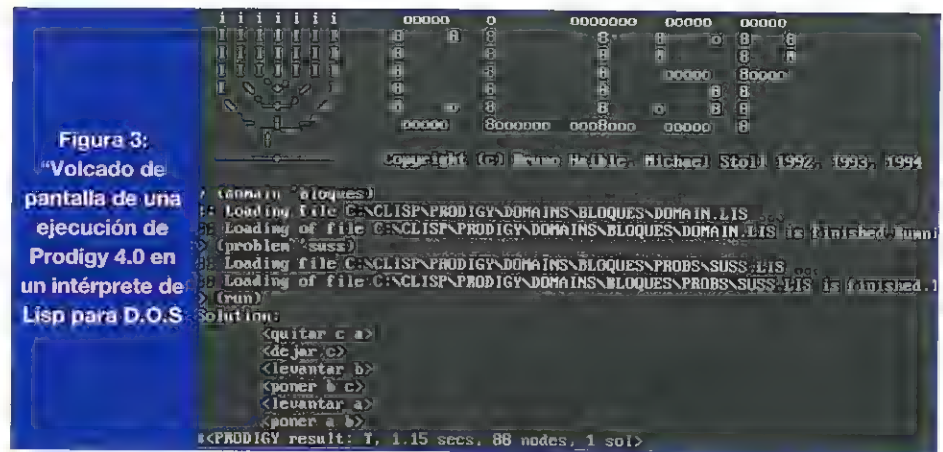 Figura 3:
"Volcado de
pantalla de una
ejecución de
Prodigy 4.0 en
un intérprete de
Lisp para D.O.S
i i i i i i i ooooo o ooooooo ooooo ooooo
Copyright (c) Bruno Haible, Michael Stoll 1992, 1993, 1994
> (domain 'bloques)
Loading file C:\CLISP\PRODIGY\DOMAINS\BLOQUES\DOMAIN.LIS
Loading of file C:\CLISP\PRODIGY\DOMAINS\BLOQUES\DOMAIN.LIS is finished.
> (problem 'suss)
Loading file C:\CLISP\PRODIGY\DOMAINS\BLOQUES\PROBS\SUSS.LIS
Loading of file C:\CLISP\PRODIGY\DOMAINS\BLOQUES\PROBS\SUSS.LIS is finished.
> (run)
Solution:
<quitar c a>
<dejar c>
<levantar b>
<poner b c>
<levantar a>
<poner a b>
#<PRODIGY result: T, 1.15 secs, 88 nodes, 1 sol>